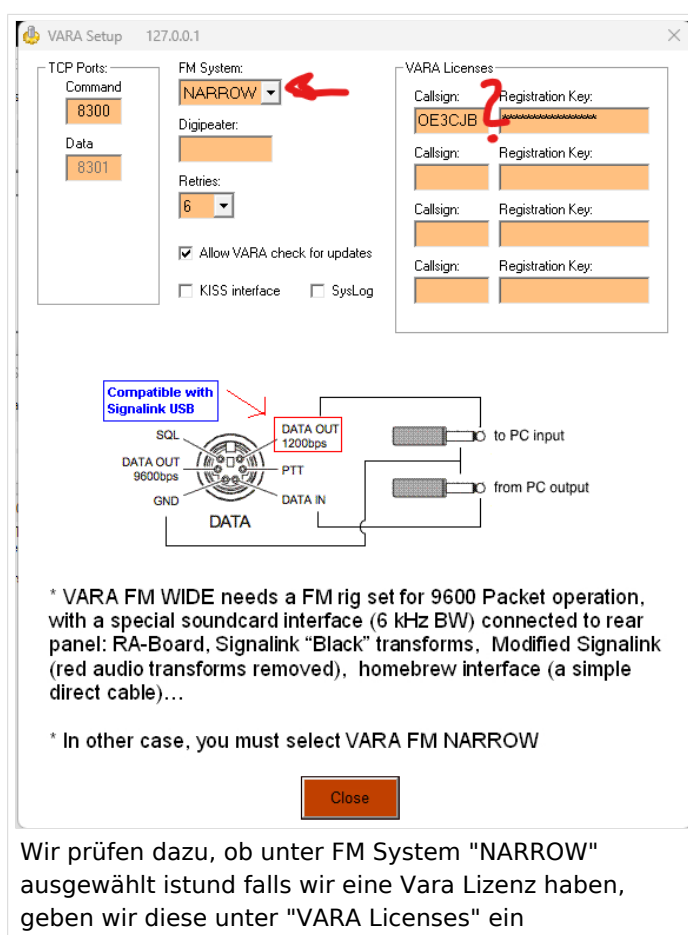 VARA Setup 127.0.0.1
TCP Ports:
Command
8300
Data
8301
FM System:
NARROW
Digipeater:
Retries:
6
Allow VARA check for updates
KISS interface SysLog
VARA Licenses
Callsign: Registration Key:
OE3CJB ******************
?
Callsign: Registration Key:
Callsign: Registration Key:
Callsign: Registration Key:
Compatible with
Signalink USB
SQL
DATA OUT
1200bps
DATA OUT
9600bps
PTT
GND
DATA IN
DATA
to PC input
from PC output
* VARA FM WIDE needs a FM rig set for 9600 Packet operation,
with a special soundcard interface (6 kHz BW) connected to rear
panel: RA-Board, Signalink “Black” transforms, Modified Signalink
(red audio transforms removed), homebrew interface (a simple
direct cable)…
* In other case, you must select VARA FM NARROW
Close
Wir prüfen dazu, ob unter FM System "NARROW"
ausgewählt istund falls wir eine Vara Lizenz haben,
geben wir diese unter "VARA Licenses" ein